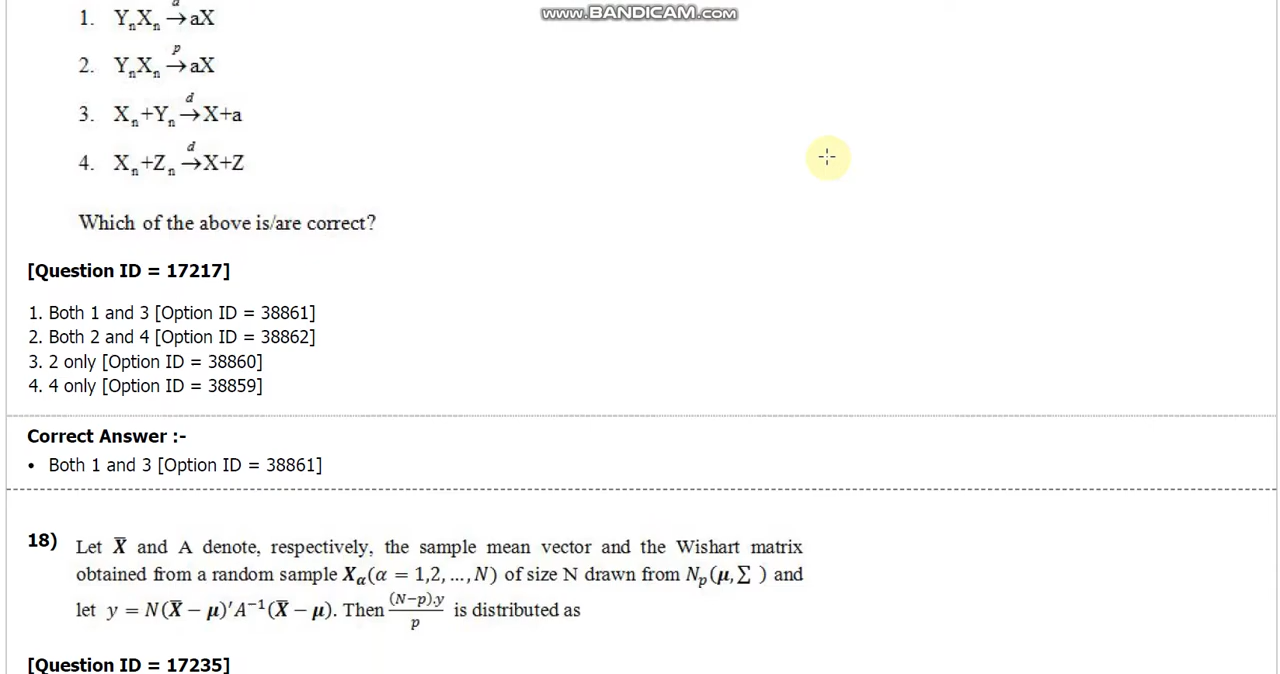 www.BANDICAM.com
1. YₙXₙ →ᵈ aX
2. YₙXₙ →ᵖ aX
3. Xₙ+Yₙ →ᵈ X+a
4. Xₙ+Zₙ →ᵈ X+Z
Which of the above is/are correct?
[Question ID = 17217]
1. Both 1 and 3 [Option ID = 38861]
2. Both 2 and 4 [Option ID = 38862]
3. 2 only [Option ID = 38860]
4. 4 only [Option ID = 38859]
Correct Answer :-
• Both 1 and 3 [Option ID = 38861]
18) Let X̄ and A denote, respectively, the sample mean vector and the Wishart matrix
obtained from a random sample Xα(α = 1,2, ..., N) of size N drawn from Nₚ(μ, Σ ) and
let y = N(X̄ − μ)′A⁻¹(X̄ − μ). Then (N−p).y/p is distributed as
[Question ID = 17235]